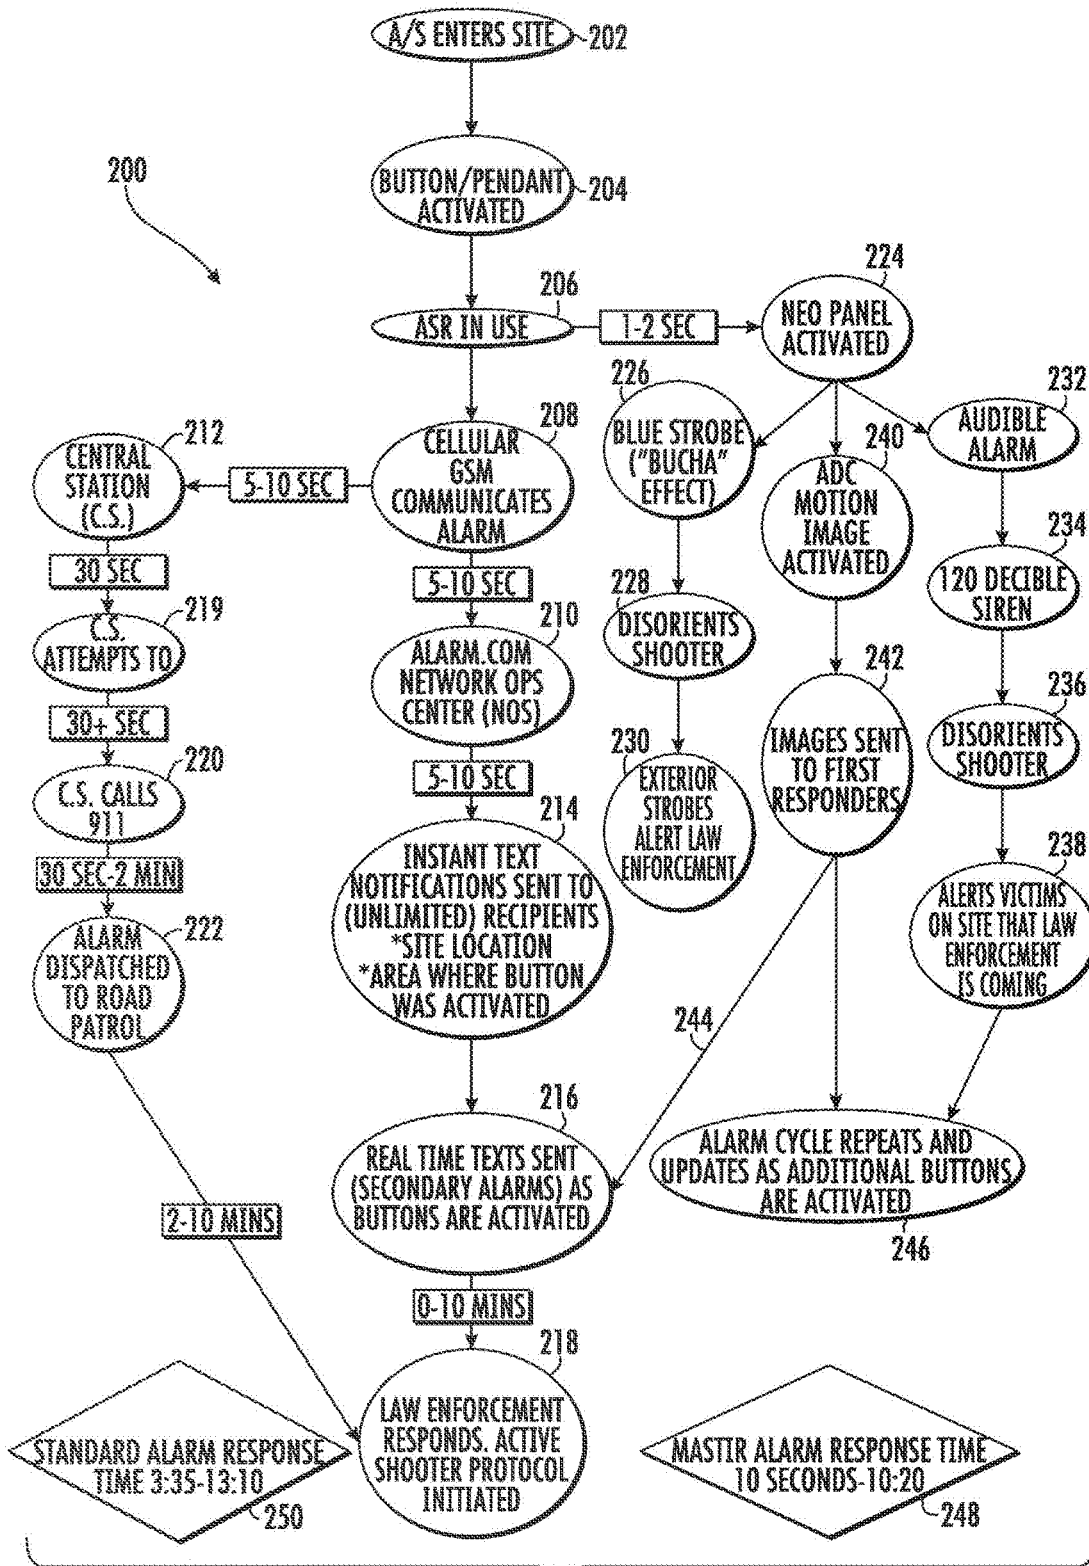 A/S ENTERS SITE
202
200
BUTTON/PENDANT
ACTIVATED
204
206
ASR IN USE
1-2 SEC
224
NEO PANEL
ACTIVATED
212
CENTRAL
STATION
(C.S.)
5-10 SEC
208
CELLULAR
GSM
COMMUNICATES
ALARM
226
BLUE STROBE
("BUCHA"
EFFECT)
240
ADC
MOTION
IMAGE
ACTIVATED
232
AUDIBLE
ALARM
30 SEC
219
C.S.
ATTEMPTS TO
5-10 SEC
210
ALARM.COM
NETWORK OPS
CENTER (NOS)
228
DISORIENTS
SHOOTER
234
120 DECIBLE
SIREN
30+ SEC
220
C.S. CALLS
911
5-10 SEC
230
EXTERIOR
STROBES
ALERT LAW
ENFORCEMENT
242
IMAGES SENT
TO FIRST
RESPONDERS
236
DISORIENTS
SHOOTER
30 SEC-2 MIN
222
ALARM
DISPATCHED
TO ROAD
PATROL
214
INSTANT TEXT
NOTIFICATIONS SENT TO
(UNLIMITED) RECIPIENTS
*SITE LOCATION
*AREA WHERE BUTTON
WAS ACTIVATED
238
ALERTS VICTIMS
ON SITE THAT LAW
ENFORCEMENT
IS COMING
244
216
REAL TIME TEXTS SENT
(SECONDARY ALARMS) AS
BUTTONS ARE ACTIVATED
ALARM CYCLE REPEATS AND
UPDATES AS ADDITIONAL BUTTONS
ARE ACTIVATED
246
2-10 MINS
0-10 MINS
218
LAW ENFORCEMENT
RESPONDS. ACTIVE
SHOOTER PROTOCOL
INITIATED
STANDARD ALARM RESPONSE
TIME 3:35-13:10
250
MASTTR ALARM RESPONSE TIME
10 SECONDS-10:20
248